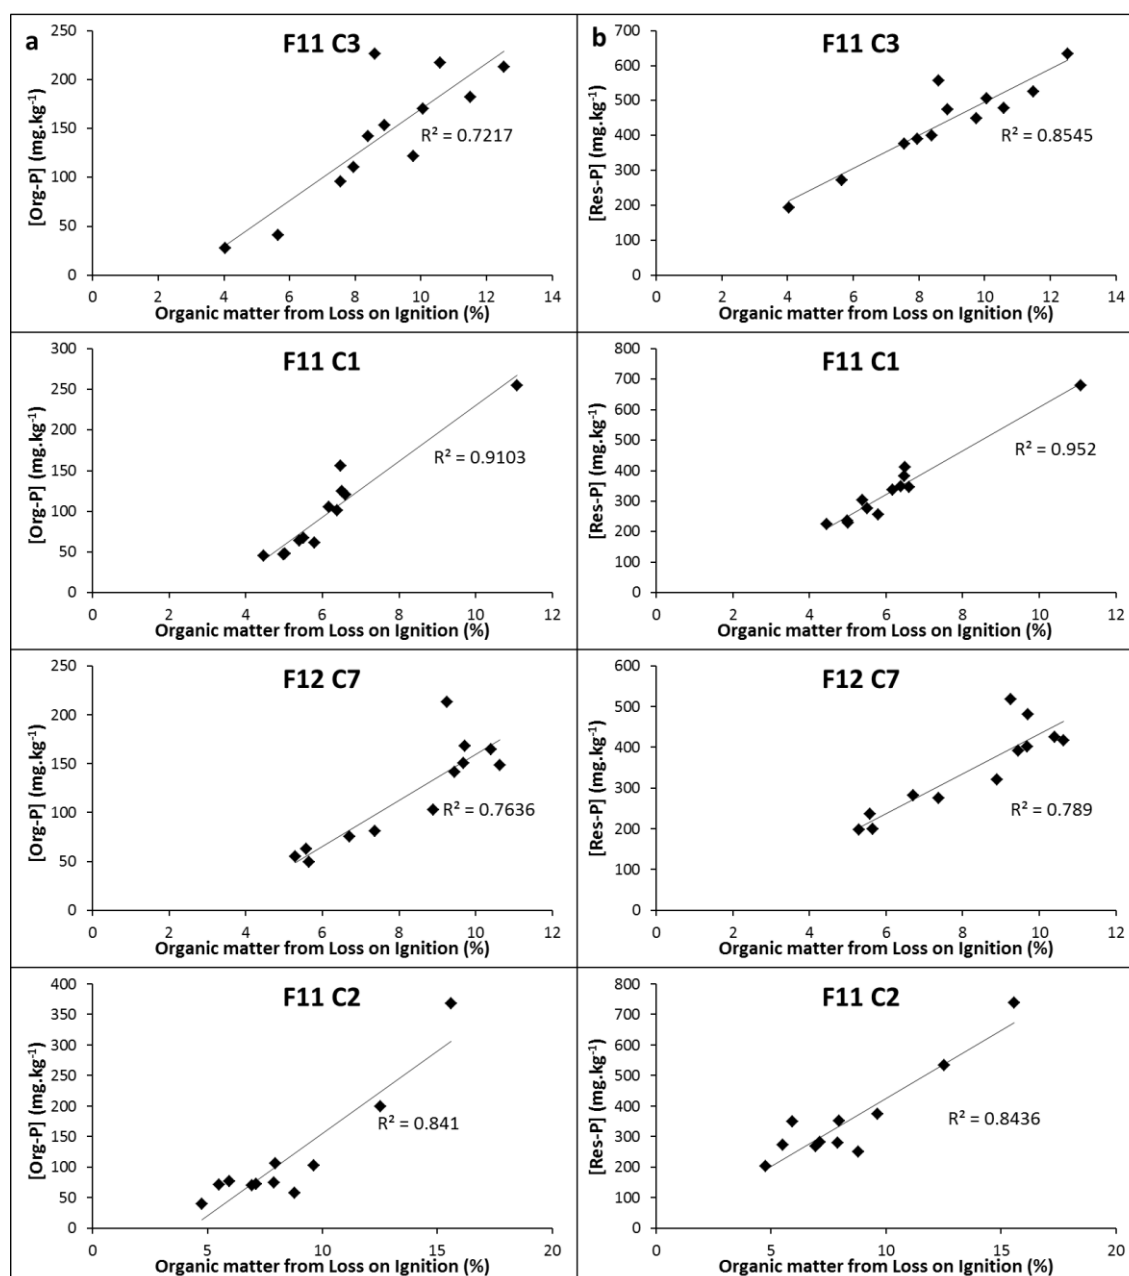 a
F11 C3
[Org-P] (mg.kg⁻¹)
250
200
150
100
50
0
R² = 0.7217
0 2 4 6 8 10 12 14
Organic matter from Loss on Ignition (%)
b
F11 C3
[Res-P] (mg.kg⁻¹)
700
600
500
400
300
200
100
0
R² = 0.8545
0 2 4 6 8 10 12 14
Organic matter from Loss on Ignition (%)
F11 C1
[Org-P] (mg.kg⁻¹)
300
250
200
150
100
50
0
R² = 0.9103
0 2 4 6 8 10 12
Organic matter from Loss on Ignition (%)
F11 C1
[Res-P] (mg.kg⁻¹)
800
700
600
500
400
300
200
100
0
R² = 0.952
0 2 4 6 8 10 12
Organic matter from Loss on Ignition (%)
F12 C7
[Org-P] (mg.kg⁻¹)
250
200
150
100
50
0
R² = 0.7636
0 2 4 6 8 10 12
Organic matter from Loss on Ignition (%)
F12 C7
[Res-P] (mg.kg⁻¹)
600
500
400
300
200
100
0
R² = 0.789
0 2 4 6 8 10 12
Organic matter from Loss on Ignition (%)
F11 C2
[Org-P] (mg.kg⁻¹)
400
350
300
250
200
150
100
50
0
R² = 0.841
0 5 10 15 20
Organic matter from Loss on Ignition (%)
F11 C2
[Res-P] (mg.kg⁻¹)
800
700
600
500
400
300
200
100
0
R² = 0.8436
0 5 10 15 20
Organic matter from Loss on Ignition (%)